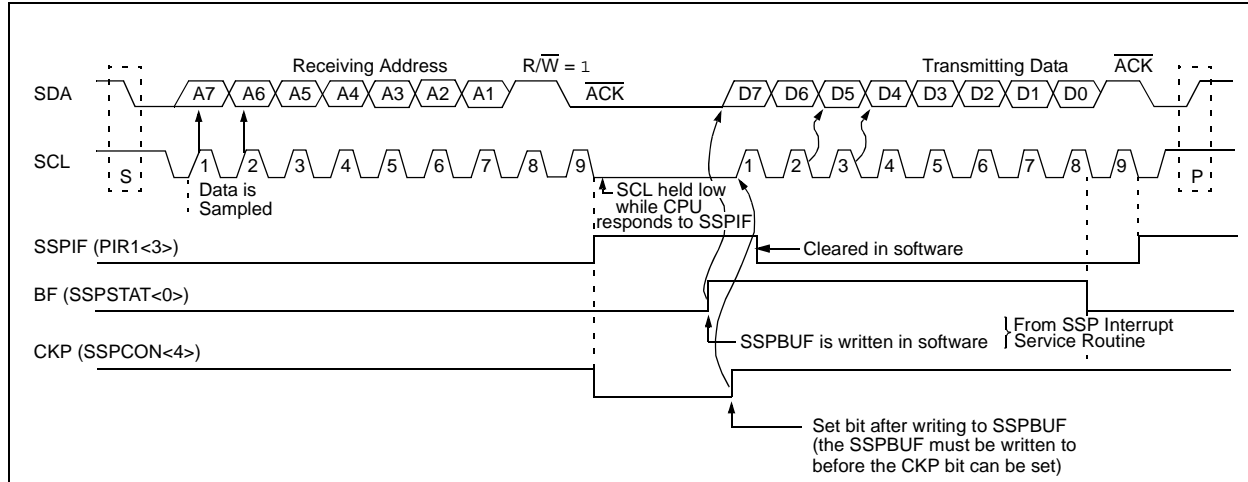 Receiving Address R/W = 1 Transmitting Data ACK
SDA A7 A6 A5 A4 A3 A2 A1 ACK D7 D6 D5 D4 D3 D2 D1 D0
SCL 1 2 3 4 5 6 7 8 9 1 2 3 4 5 6 7 8 9
S P
Data is
Sampled
SCL held low
while CPU
responds to SSPIF
SSPIF (PIR1<3>)
Cleared in software
BF (SSPSTAT<0>)
SSPBUF is written in software
From SSP Interrupt
Service Routine
CKP (SSPCON<4>)
Set bit after writing to SSPBUF
(the SSPBUF must be written to
before the CKP bit can be set)